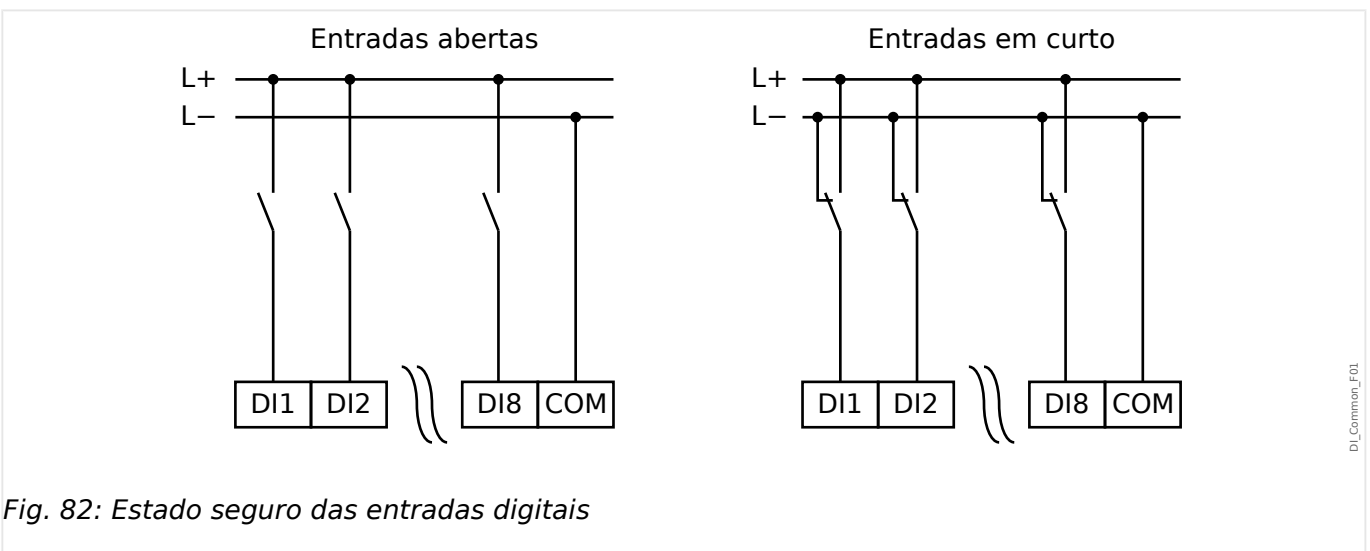 Entradas abertas
L+
L−
DI1 DI2 DI8 COM
Entradas em curto
L+
L−
DI1 DI2 DI8 COM
DI_Common_F01
Fig. 82: Estado seguro das entradas digitais